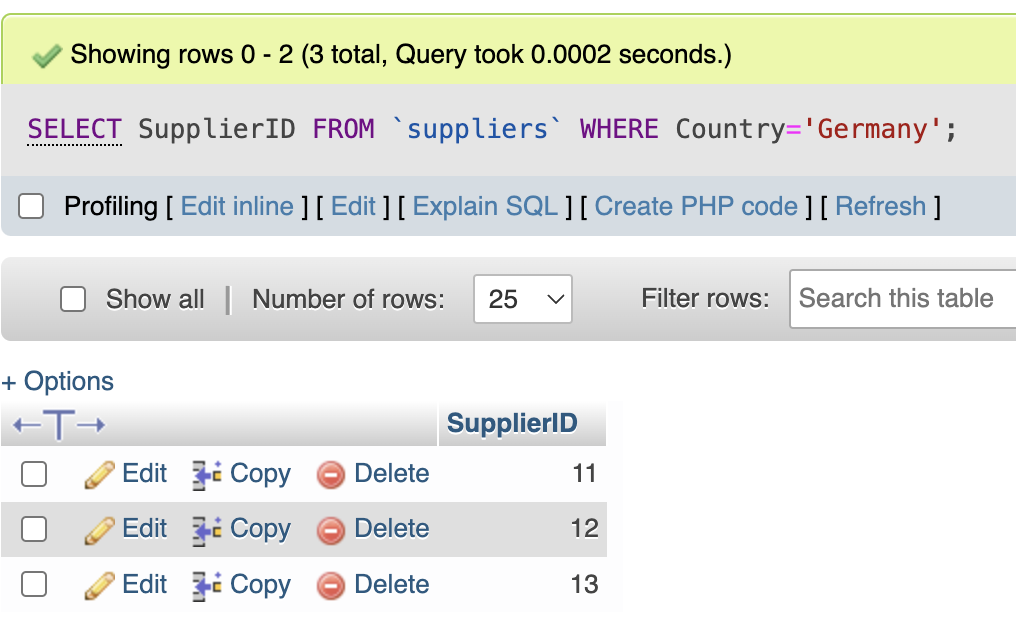 Showing rows 0 - 2 (3 total, Query took 0.0002 seconds.)
SELECT SupplierID FROM `suppliers` WHERE Country='Germany';
Profiling [ Edit inline ] [ Edit ] [ Explain SQL ] [ Create PHP code ] [ Refresh ]
Show all | Number of rows: 25 Filter rows: Search this table
+ Options
←T→ SupplierID
Edit Copy Delete 11
Edit Copy Delete 12
Edit Copy Delete 13